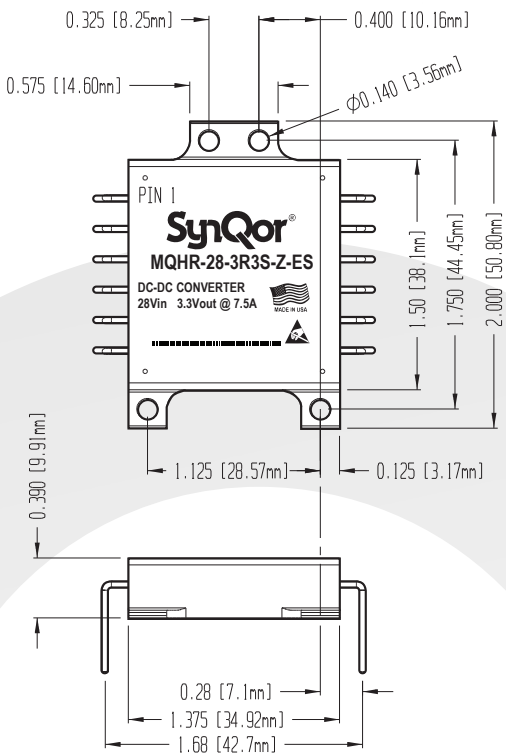 0.325 [8.25mm]
0.400 [10.16mm]
0.575 [14.60mm]
Ø0.140 [3.56mm]
PIN 1
SynQor®
MQHR-28-3R3S-Z-ES
DC-DC CONVERTER
28Vin 3.3Vout @ 7.5A
MADE IN USA
1.50 [38.1mm]
1.750 [44.45mm]
2.000 [50.80mm]
1.125 [28.57mm]
0.125 [3.17mm]
0.390 [9.91mm]
0.28 [7.1mm]
1.375 [34.92mm]
1.68 [42.7mm]